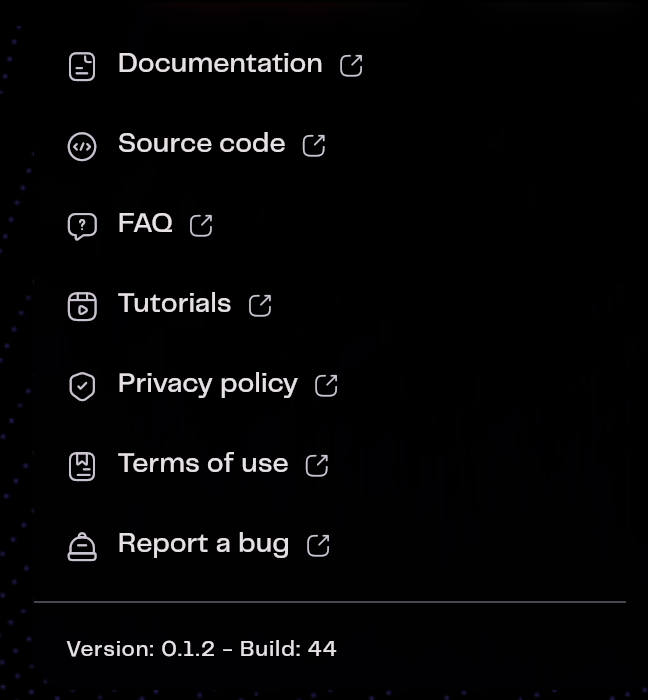 Documentation
Source code
FAQ
Tutorials
Privacy policy
Terms of use
Report a bug
Version: 0.1.2 - Build: 44